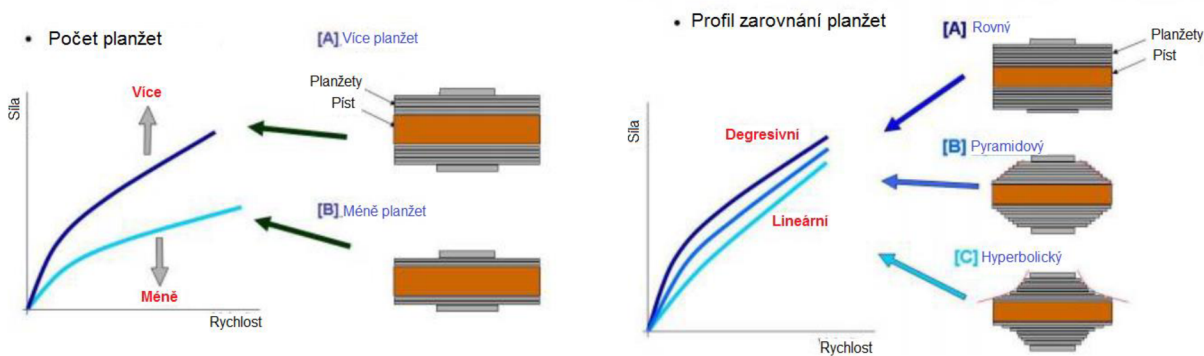 • Počet planžet
[A] Více planžet
Planžety
Píst
Více
Síla
[B] Méně planžet
Méně
Rychlost
• Profil zarovnání planžet
[A] Rovný
Planžety
Píst
Síla
Degresivní
[B] Pyramidový
Lineární
[C] Hyperbolický
Rychlost